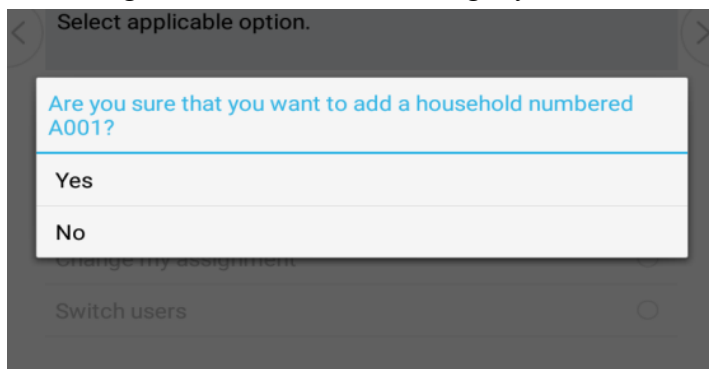 Select applicable option.
Are you sure that you want to add a household numbered
A001?
Yes
No
Change my assignment
Switch users